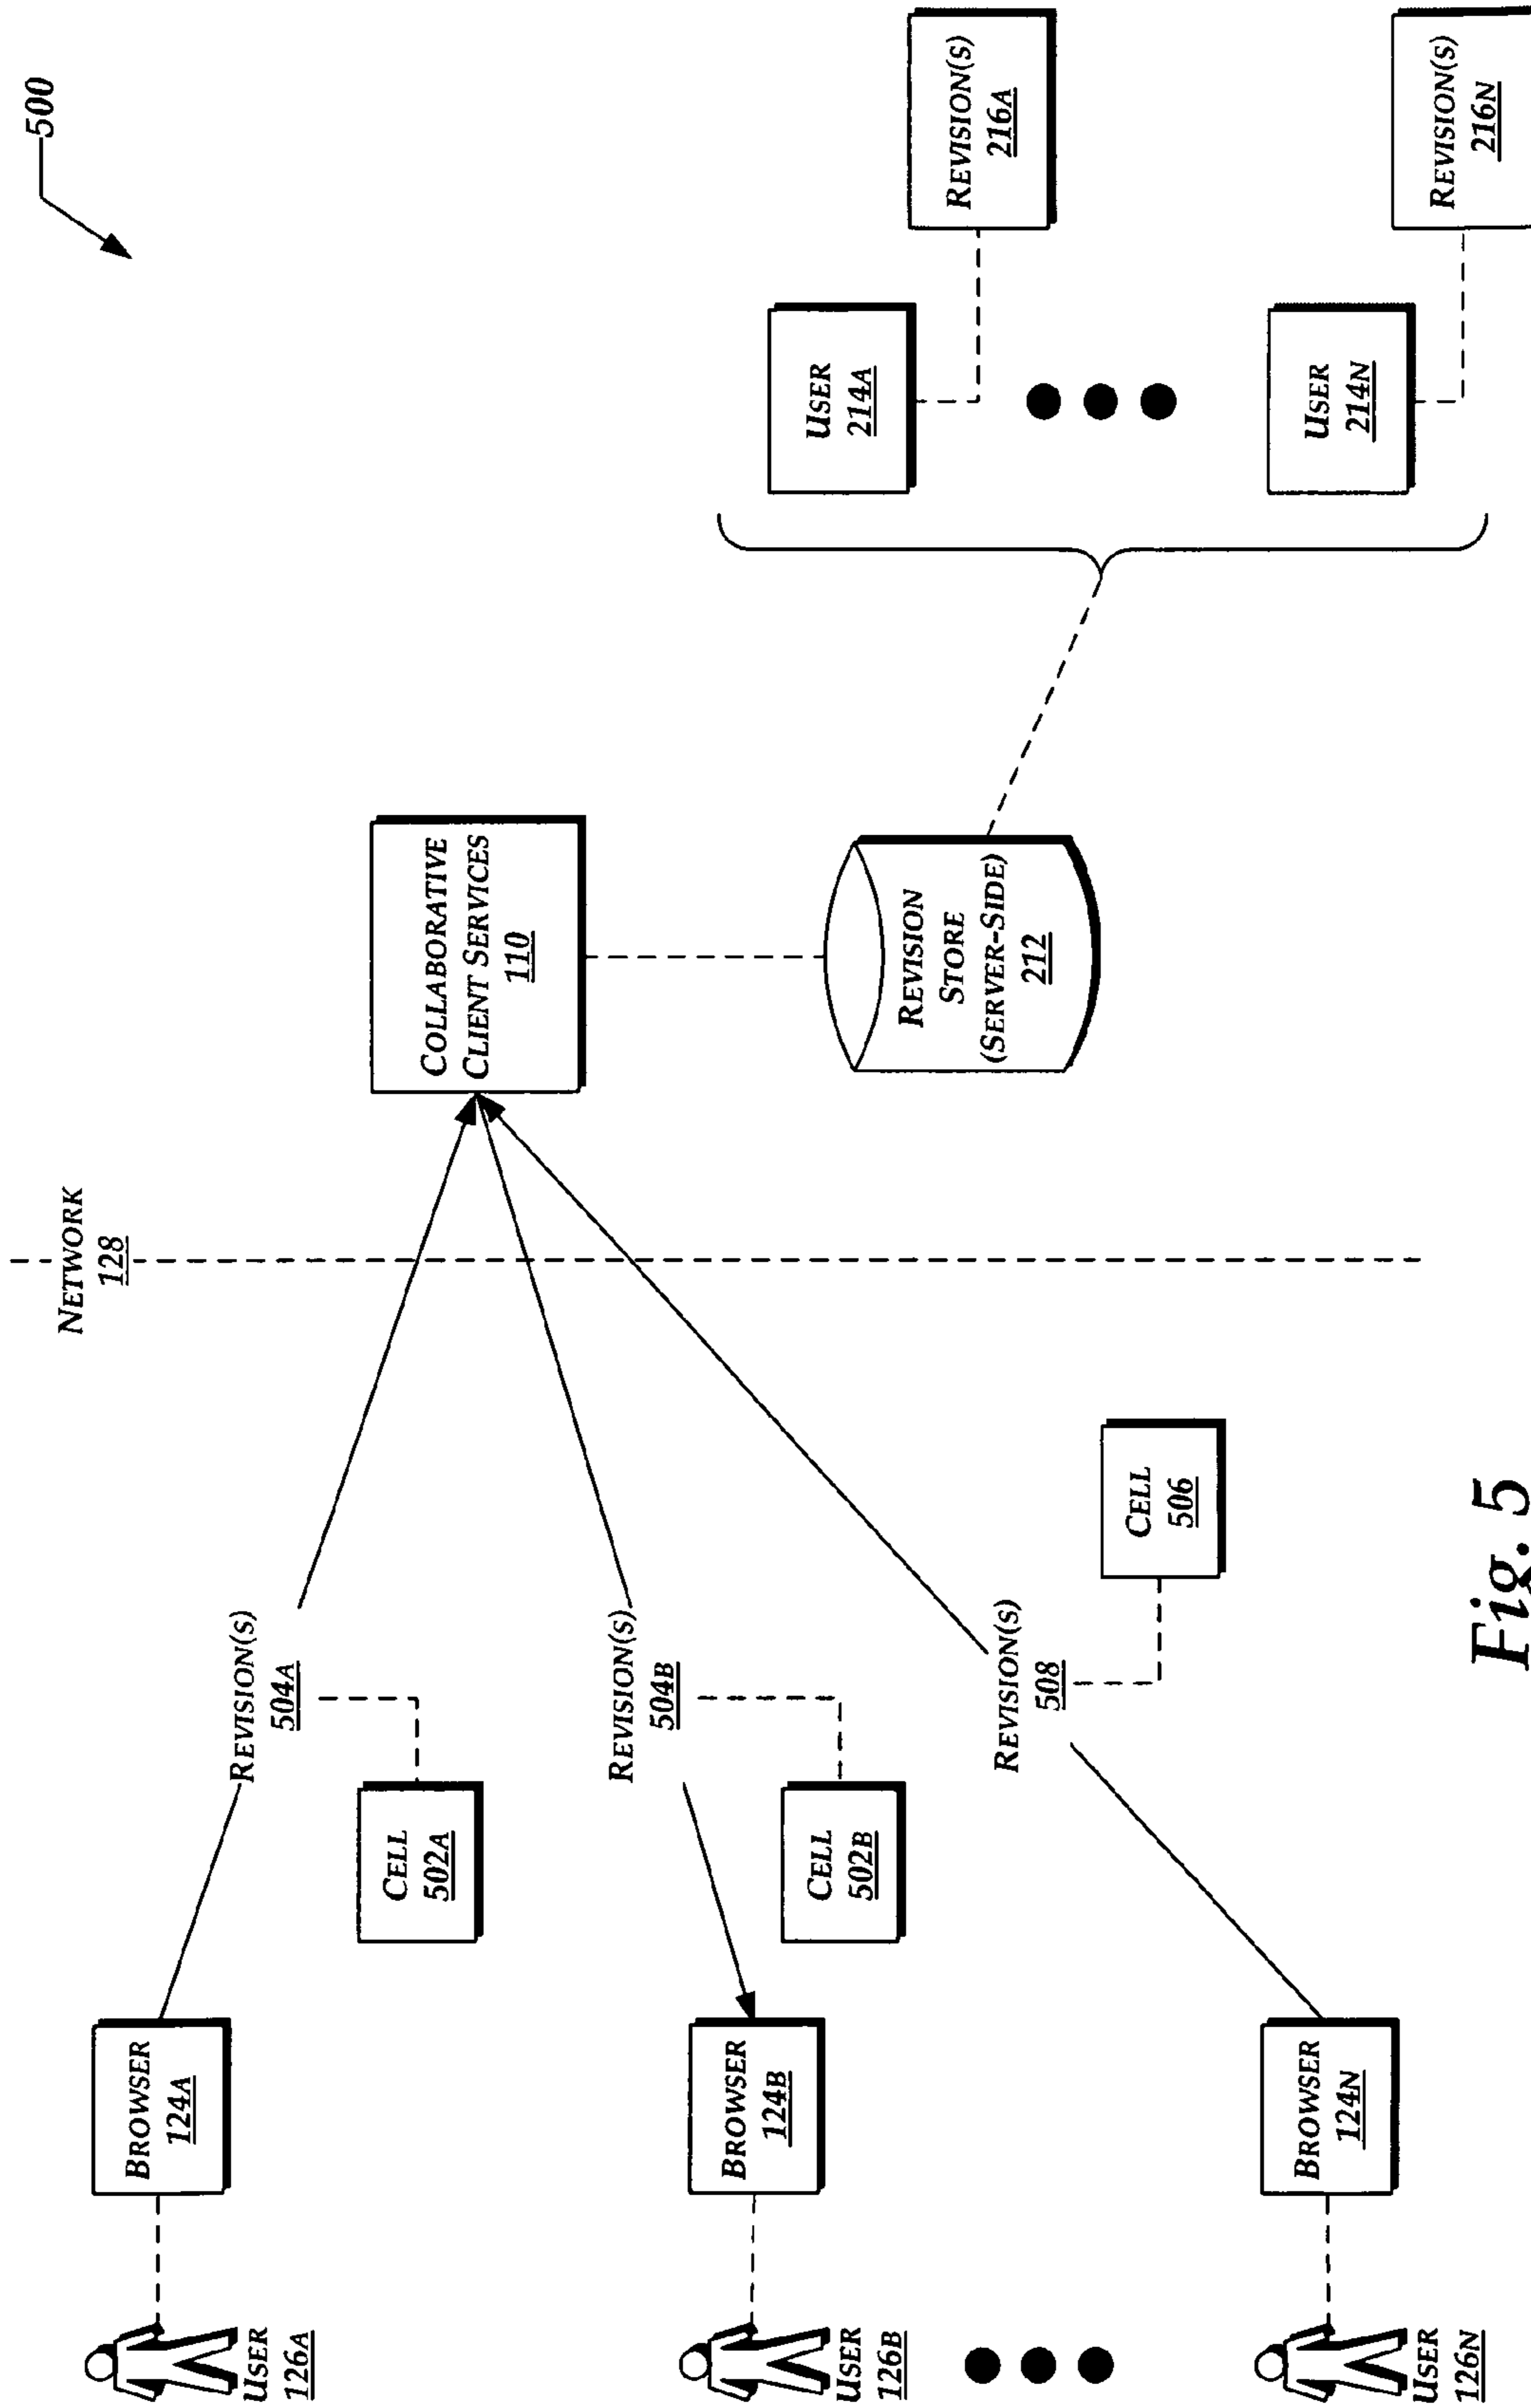 500
NETWORK
128
USER
126A
BROWSER
124A
REVISION(S)
504A
CELL
502A
COLLABORATIVE
CLIENT SERVICES
110
USER
126B
BROWSER
124B
REVISION(S)
504B
CELL
502B
REVISION
STORE
(SERVER-SIDE)
212
USER
214A
REVISION(S)
216A
USER
126N
BROWSER
124N
REVISION(S)
508
CELL
506
USER
214N
REVISION(S)
216N
Fig. 5